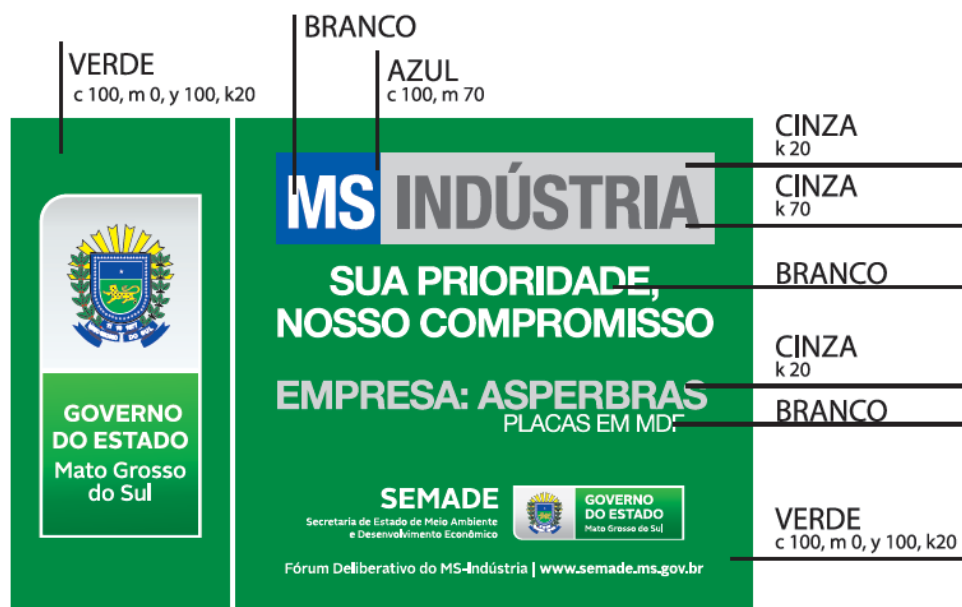 BRANCO
VERDE
c 100, m 0, y 100, k20
AZUL
c 100, m 70
CINZA
k 20
MS INDÚSTRIA
CINZA
k 70
SUA PRIORIDADE,
NOSSO COMPROMISSO
BRANCO
CINZA
k 20
EMPRESA: ASPERBRAS
PLACAS EM MDF
BRANCO
GOVERNO
DO ESTADO
Mato Grosso
do Sul
SEMADE
Secretaria de Estado de Meio Ambiente
e Desenvolvimento Econômico
GOVERNO
DO ESTADO
Mato Grosso do Sul
VERDE
c 100, m 0, y 100, k20
Fórum Deliberativo do MS-Indústria | www.semade.ms.gov.br